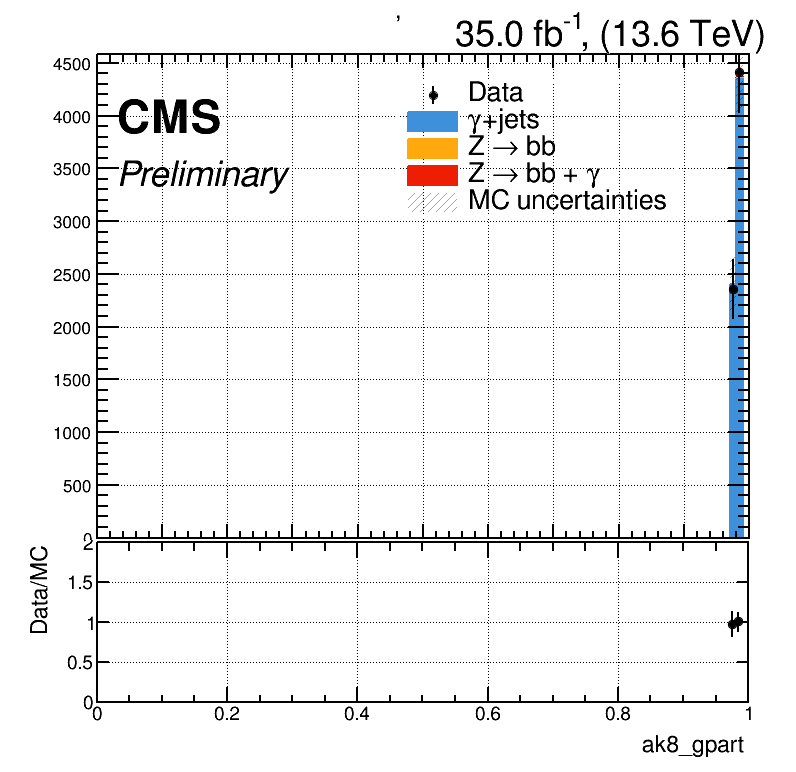 ,
35.0 fb-1, (13.6 TeV)
4500
4000
3500
3000
2500
2000
1500
1000
500
0
CMS
Preliminary
Data
γ+jets
Z → bb
Z → bb + γ
MC uncertainties
Data/MC
2
1.5
1
0.5
0
0 0.2 0.4 0.6 0.8 1
ak8_gpart